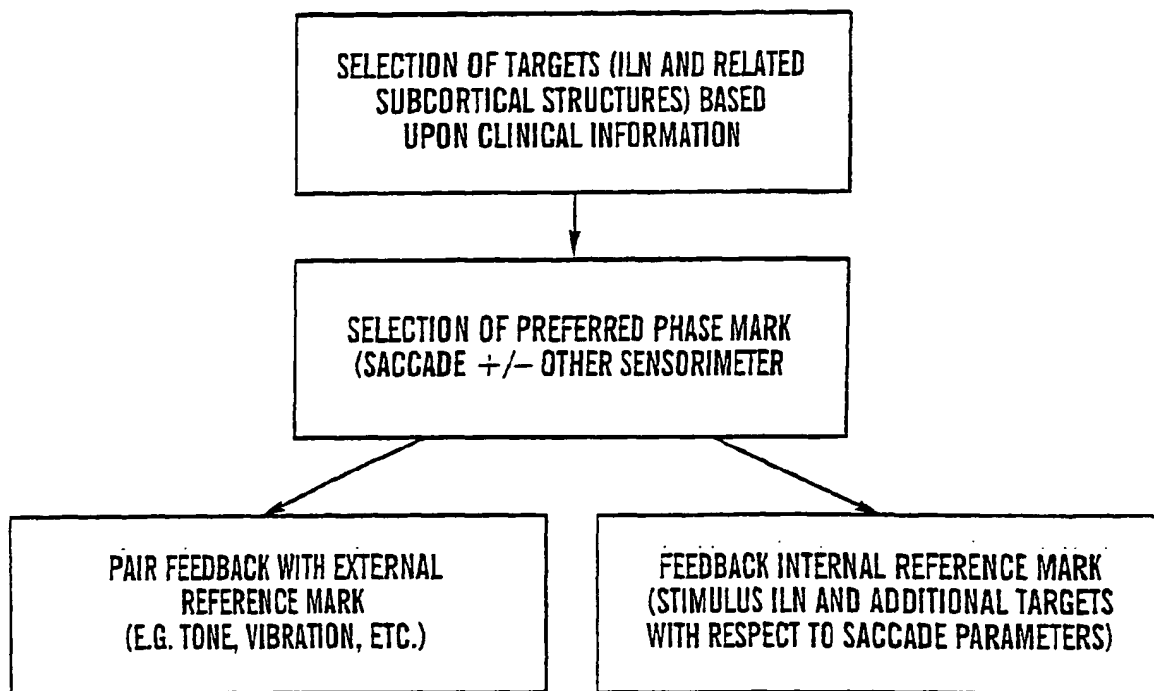 SELECTION OF TARGETS (ILN AND RELATED
SUBCORTICAL STRUCTURES) BASED
UPON CLINICAL INFORMATION
SELECTION OF PREFERRED PHASE MARK
(SACCADE +/- OTHER SENSORIMETER
PAIR FEEDBACK WITH EXTERNAL
REFERENCE MARK
(E.G. TONE, VIBRATION, ETC.)
FEEDBACK INTERNAL REFERENCE MARK
(STIMULUS ILN AND ADDITIONAL TARGETS
WITH RESPECT TO SACCADE PARAMETERS)